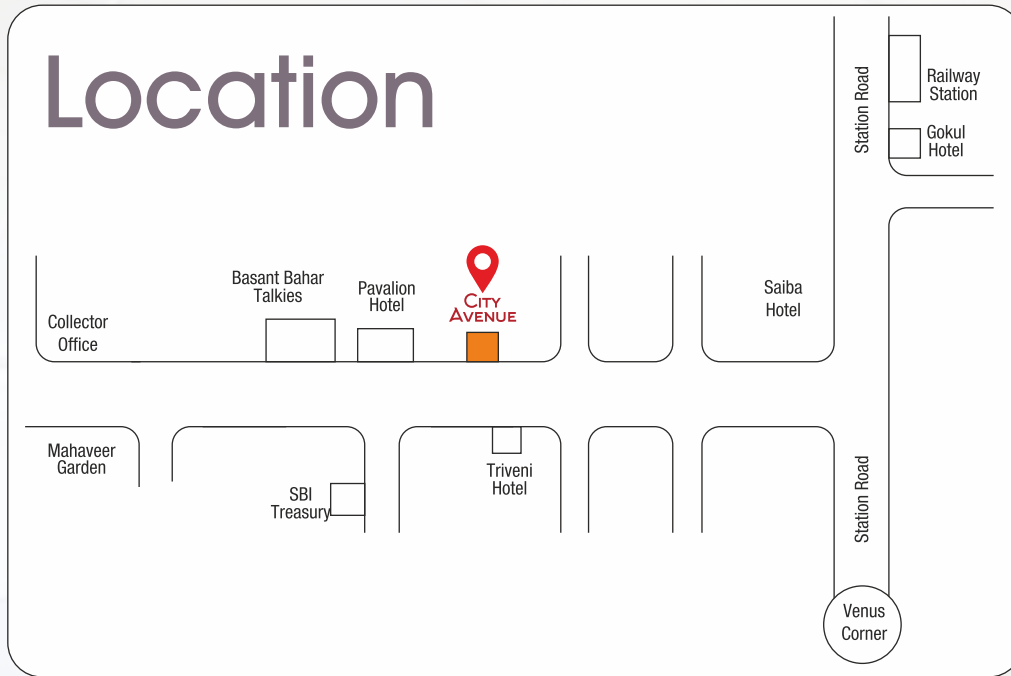 Location
Station Road
Railway
Station
Gokul
Hotel
Basant Bahar
Talkies
Pavalion
Hotel
CITY
AVENUE
Saiba
Hotel
Collector
Office
Mahaveer
Garden
SBI
Treasury
Triveni
Hotel
Station Road
Venus
Corner